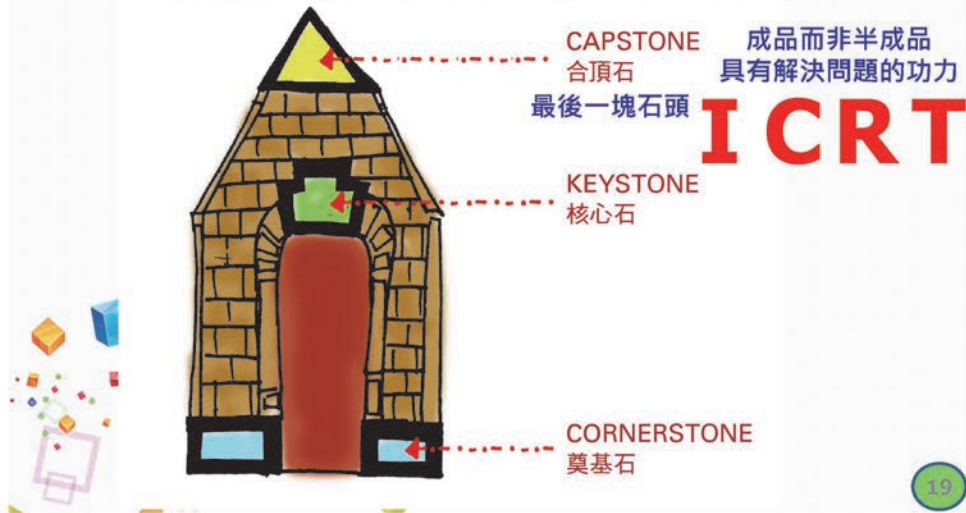 CAPSTONE
合頂石
成品而非半成品
具有解決問題的功力
最後一塊石頭
ICRT
KEYSTONE
核心石
CORNERSTONE
奠基石
19